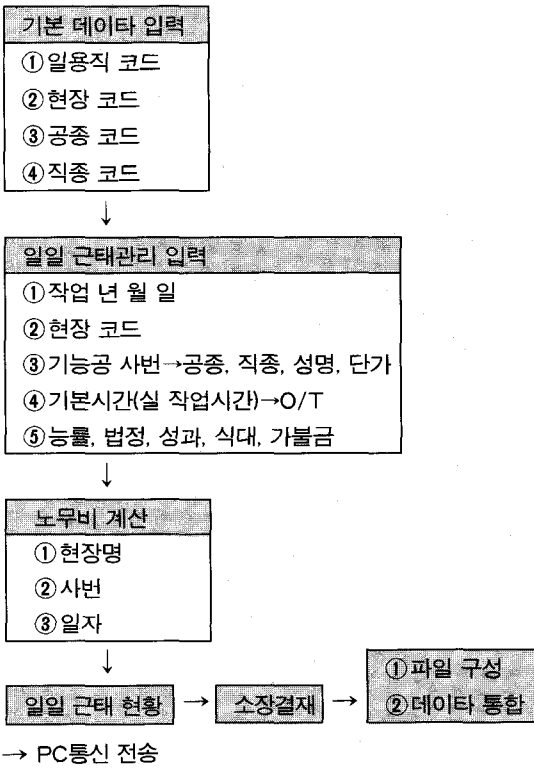 기본 데이타 입력
①일용직 코드
②현장 코드
③공종 코드
④직종 코드
↓
일일 근태관리 입력
①작업 년 월 일
②현장 코드
③기능공 사번→공종, 직종, 성명, 단가
④기본시간(실 작업시간)→O/T
⑤능률, 법정, 성과, 식대, 가불금
↓
노무비 계산
①현장명
②사번
③일자
↓
일일 근태 현황 → 소장결재 → ①파일 구성
②데이타 통합
→ PC통신 전송